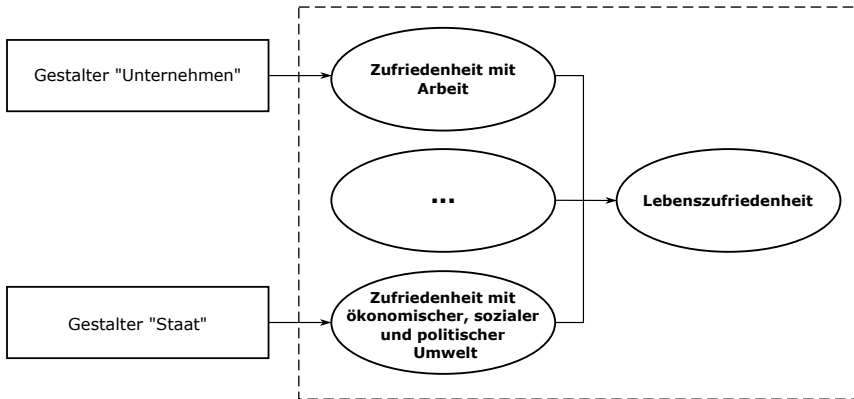 Gestalter "Unternehmen"
Zufriedenheit mit
Arbeit
...
Lebenszufriedenheit
Gestalter "Staat"
Zufriedenheit mit
ökonomischer, sozialer
und politischer
Umwelt